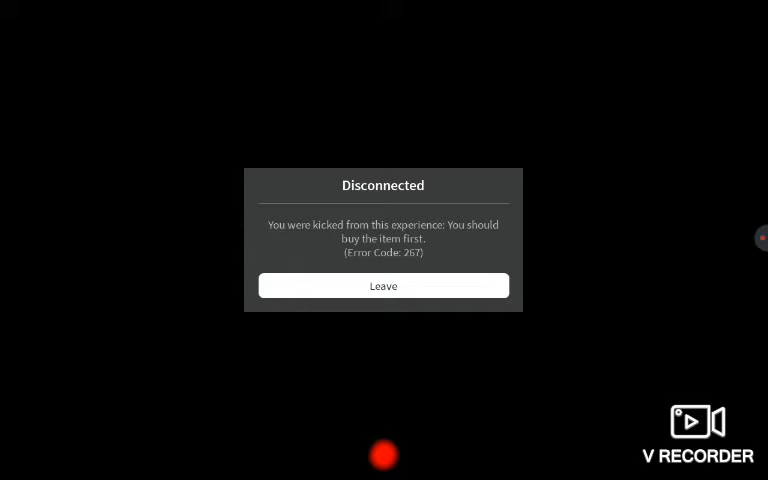 Disconnected
You were kicked from this experience: You should
buy the item first.
(Error Code: 267)
Leave
V RECORDER